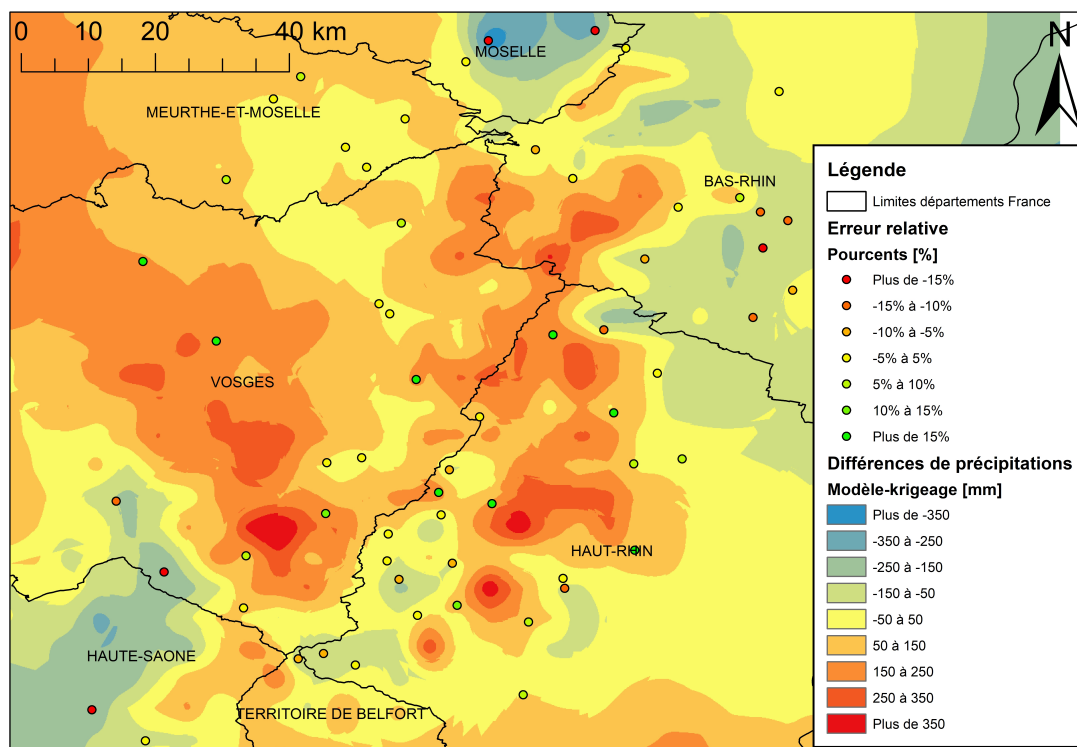 0 10 20 40 km
N
MOSELLE
MEURTHE-ET-MOSELLE
BAS-RHIN
VOSGES
HAUT-RHIN
HAUTE-SAONE
TERRITOIRE DE BELFORT
Légende
Limites départements France
Erreur relative
Pourcents [%]
Plus de -15%
-15% à -10%
-10% à -5%
-5% à 5%
5% à 10%
10% à 15%
Plus de 15%
Différences de précipitations
Modèle-krigeage [mm]
Plus de -350
-350 à -250
-250 à -150
-150 à -50
-50 à 50
50 à 150
150 à 250
250 à 350
Plus de 350